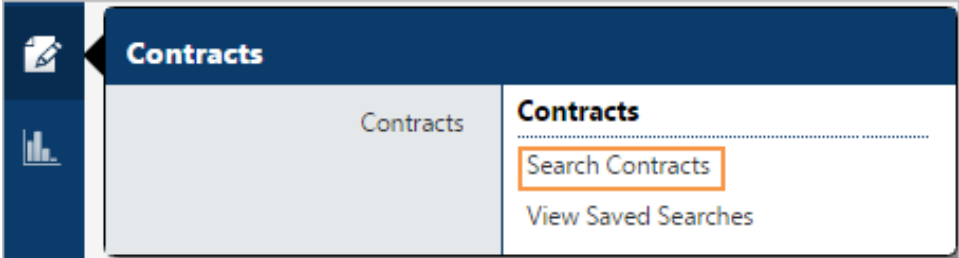 Contracts
Contracts
Contracts
Search Contracts
View Saved Searches